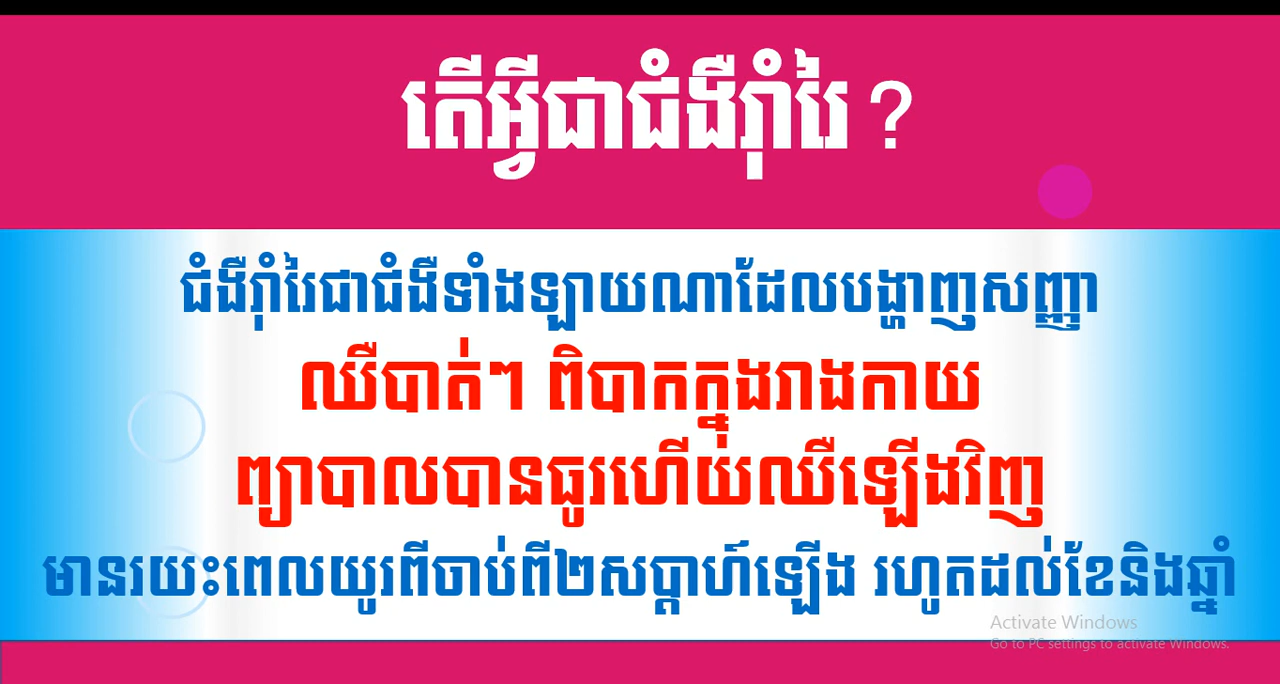 តើអ្វីជាជំងឺរ៉ាំរៃ ?
ជំងឺរ៉ាំរៃជាជំងឺទាំងឡាយណាដែលបង្ហាញសញ្ញា
ឈឺបាត់ៗ ពិបាកក្នុងរាងកាយ
ព្យាបាលបានធូរហើយឈឺឡើងវិញ
មានរយះពេលយូរពីចាប់ពី២សប្តាហ៍ឡើង រហូតដល់ខែនិងឆ្នាំ
Activate Windows
Go to PC settings to activate Windows.